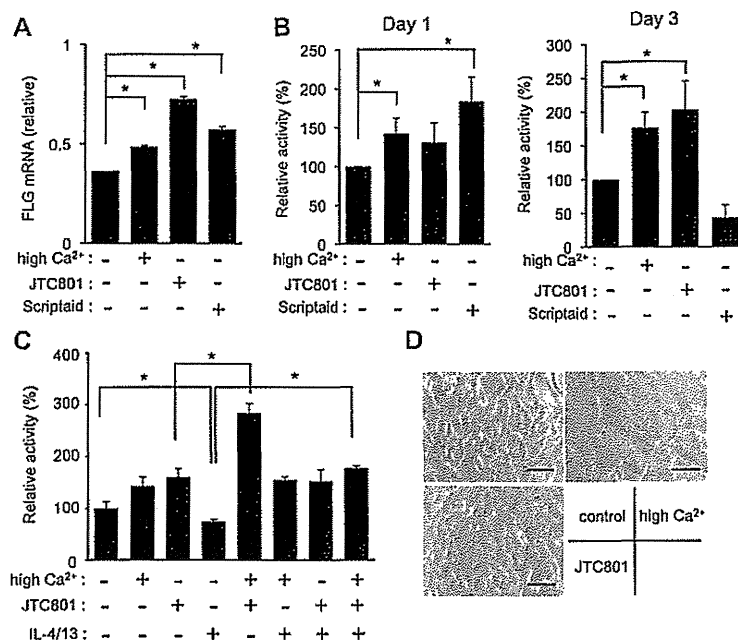 A
FLG mRNA (relative)
1
0.5
0
*
*
*
high Ca²⁺ : - + - -
JTC801 : - - + -
Scriptaid : - - - +
B
Day 1
Relative activity (%)
250
200
150
100
50
0
*
*
high Ca²⁺ : - + - -
JTC801 : - - + -
Scriptaid : - - - +
Day 3
Relative activity (%)
300
250
200
150
100
50
0
*
*
high Ca²⁺ : - + - -
JTC801 : - - + -
Scriptaid : - - - +
C
Relative activity (%)
400
300
200
100
0
*
*
*
high Ca²⁺ : - + - - + + - +
JTC801 : - - + - + - + +
IL-4/13 : - - - + - + + +
D
control high Ca²⁺
JTC801